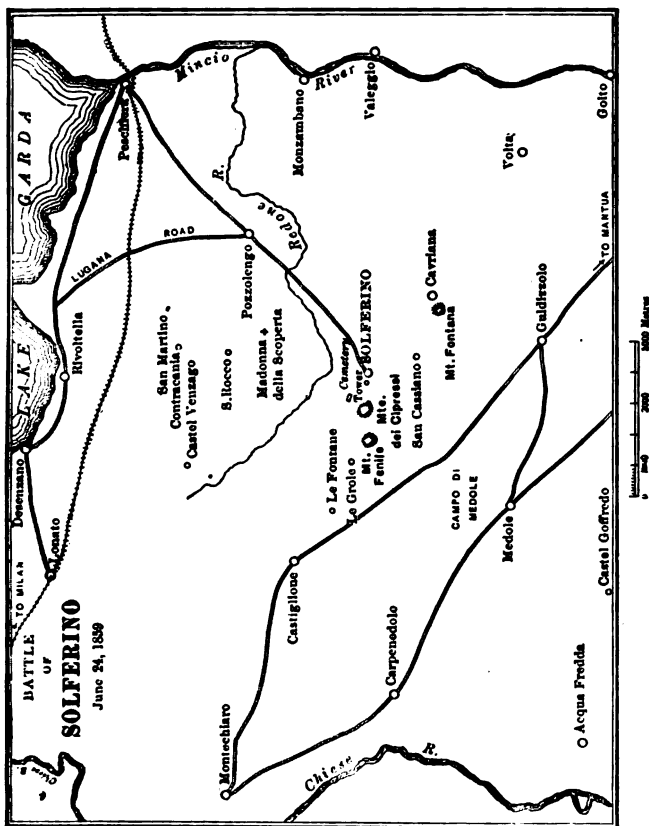 BATTLE
OF
SOLFERINO
June 24, 1859
TO MILAN
Lonato
Desenzano
LAKE
GARDA
Rivoltella
LUGANA
ROAD
Peschiera
Mincio
River
R.
Redone
Monzambano
Valeggio
Volta
Goito
Pozzolengo
San Martino
Contracania
Castel Venzago
S. Rocco
Madonna
della Scoperta
Cemetery
Tower
SOLFERINO
Mte.
dei Cipressi
Mt.
Fenile
Le Fontane
Le Grole
San Cassiano
Cavriana
Mt. Fontana
Guidizzolo
TO MANTUA
CAMPO DI
MEDOLE
Medole
Castel Goffredo
Castiglione
Carpenedolo
Montechiaro
Chiese
R.
Acqua Fredda
Chiese R.
0